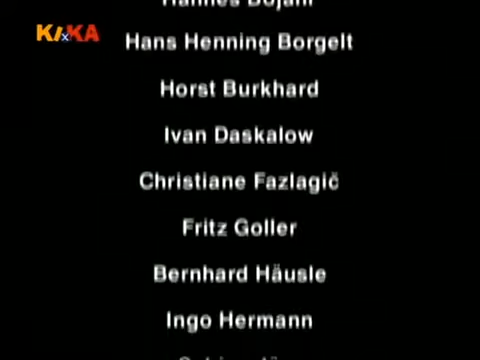 KiKA
Hans Henning Borgelt
Horst Burkhard
Ivan Daskalow
Christiane Fazlagič
Fritz Goller
Bernhard Häusle
Ingo Hermann